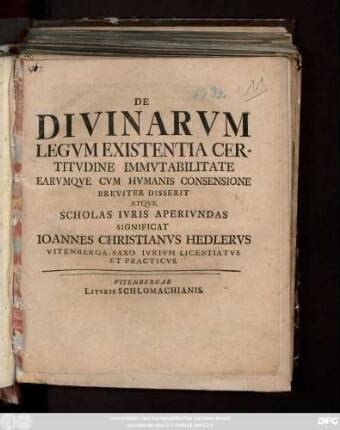 DE
DIVINARVM
LEGVM EXISTENTIA CER-
TITVDINE IMMVTABILITATE
EARVMQVE CVM HVMANIS CONSENSIONE
BREVITER DISSERIT
ATQVE
SCHOLAS IVRIS APERIVNDAS
SIGNIFICAT
IOANNES CHRISTIANVS HEDLERVS
VITENBERGA-SAXO IVRIVM LICENTIATVS
ET PRACTICVS
VITENBERGAE
LITERIS SCHLOMACHIANIS
DFG